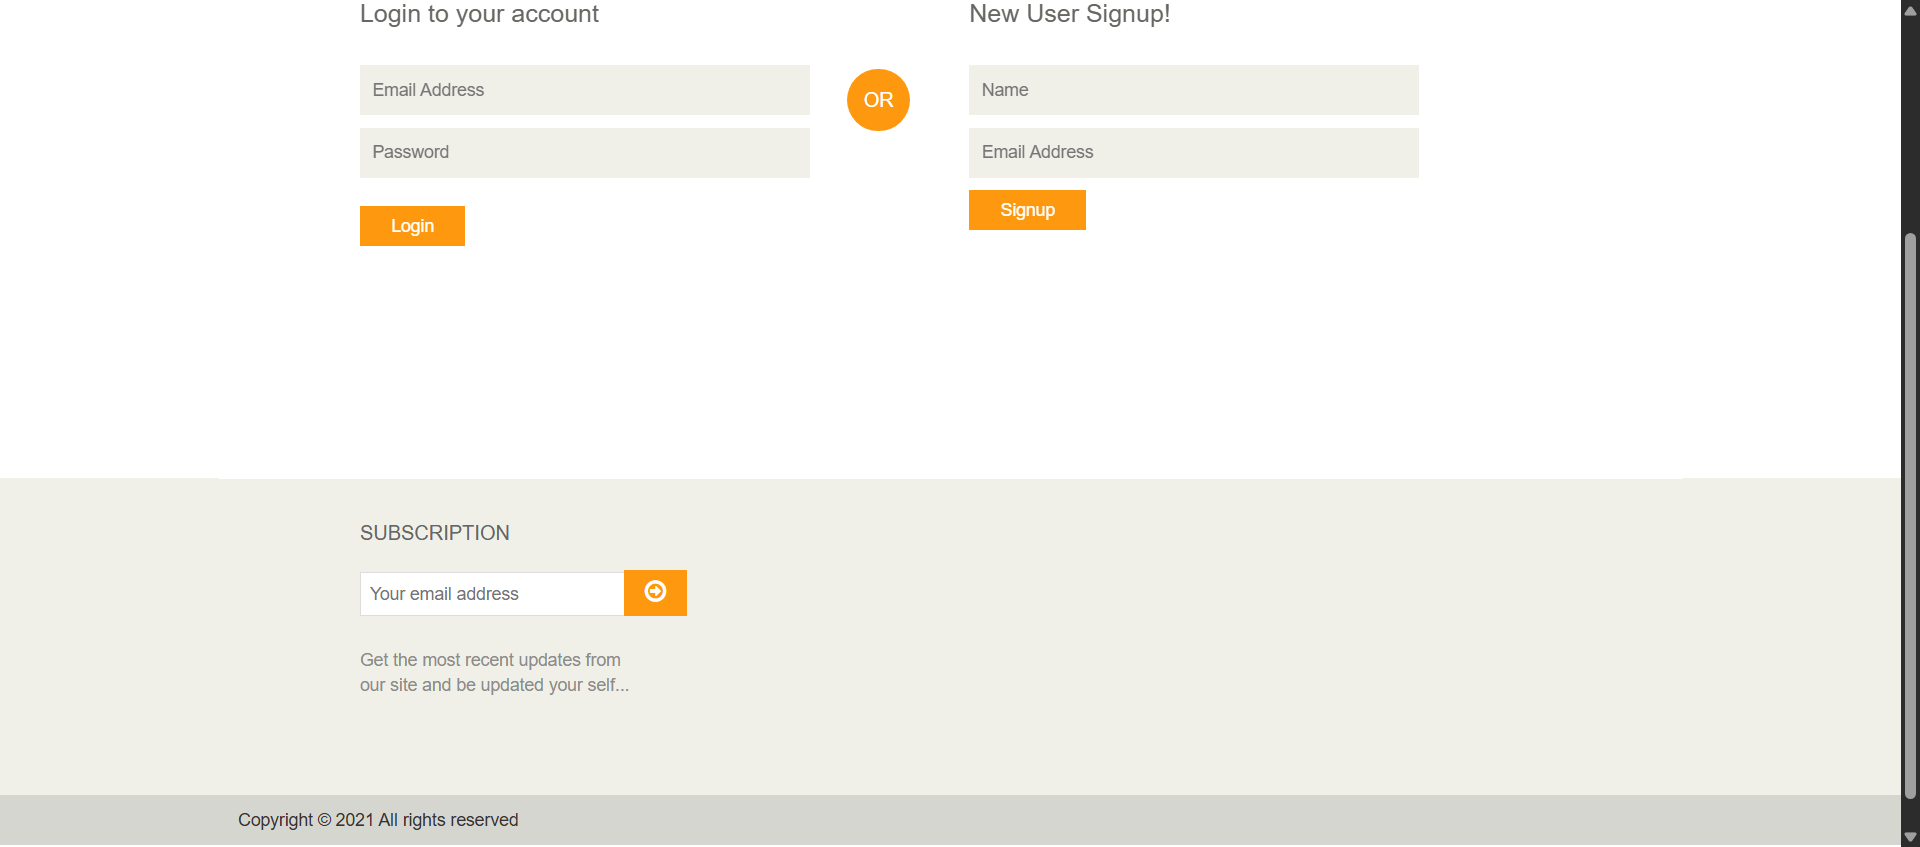 Login to your account
Email Address
Password
Login
OR
New User Signup!
Name
Email Address
Signup
SUBSCRIPTION
Your email address
Get the most recent updates from
our site and be updated your self...
Copyright © 2021 All rights reserved